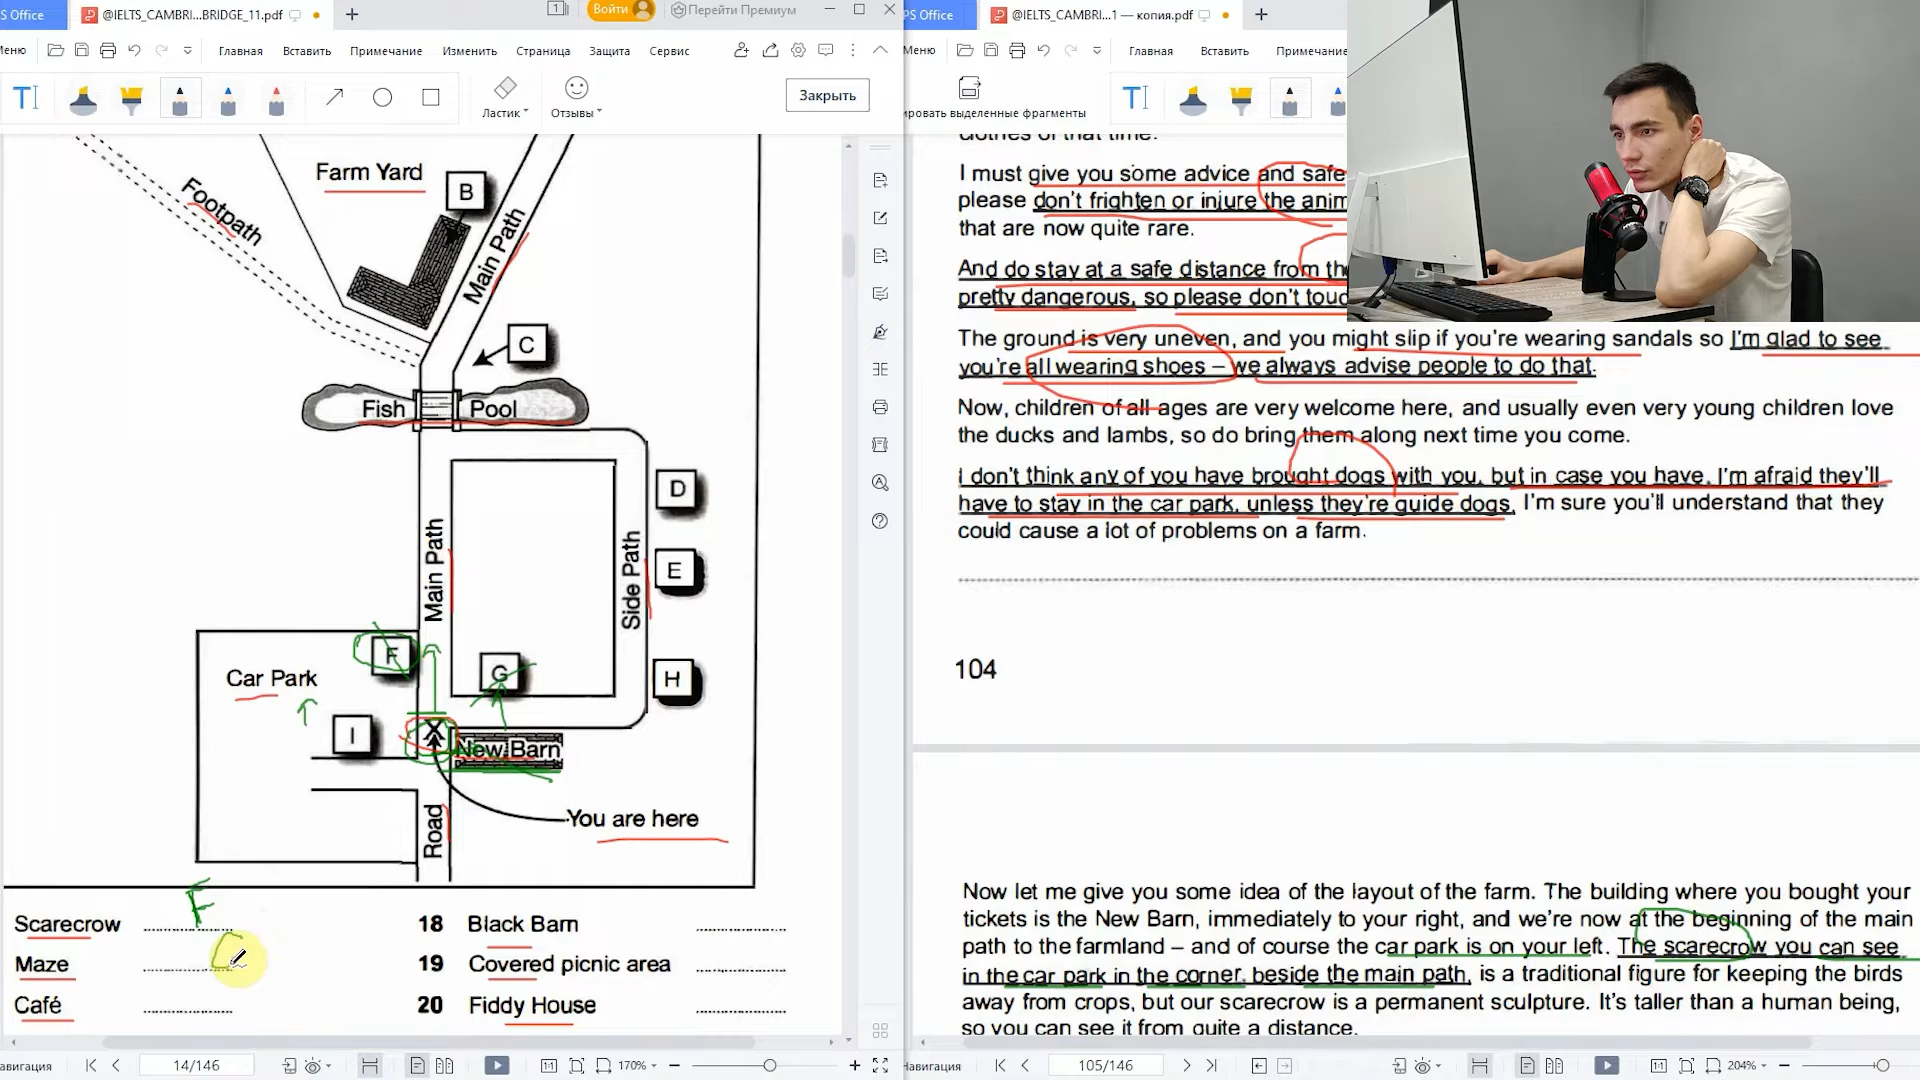 PS Office
@IELTS_CAMBRI...BRIDGE_11.pdf
Войти
Перейти Премиум
Меню
Главная
Вставить
Примечание
Изменить
Страница
Защита
Сервис
Ластик
Отзывы
Закрыть
Farm Yard
B
Footpath
Main Path
C
Fish
Pool
D
Main Path
Side Path
E
F
G
H
Car Park
I
X
New Barn
You are here
Road
F
Scarecrow
18 Black Barn
Maze
19 Covered picnic area
Café
20 Fiddy House
авигация
14/146
170%
PS Office
@IELTS_CAMBRI...1 — копия.pdf
Меню
Главная
Вставить
Примечание
ировать выделенные фрагменты
clothes of that time.
I must give you some advice and safe
please don't frighten or injure the anim
that are now quite rare.
And do stay at a safe distance from the
pretty dangerous, so please don't touc
The ground is very uneven, and you might slip if you're wearing sandals so I'm glad to see
you're all wearing shoes – we always advise people to do that.
Now, children of all ages are very welcome here, and usually even very young children love
the ducks and lambs, so do bring them along next time you come.
I don't think any of you have brought dogs with you, but in case you have, I'm afraid they'll
have to stay in the car park, unless they're guide dogs. I'm sure you'll understand that they
could cause a lot of problems on a farm.
104
Now let me give you some idea of the layout of the farm. The building where you bought your
tickets is the New Barn, immediately to your right, and we're now at the beginning of the main
path to the farmland – and of course the car park is on your left. The scarecrow you can see
in the car park in the corner, beside the main path, is a traditional figure for keeping the birds
away from crops, but our scarecrow is a permanent sculpture. It's taller than a human being,
so you can see it from quite a distance.
Навигация
105/146
204%